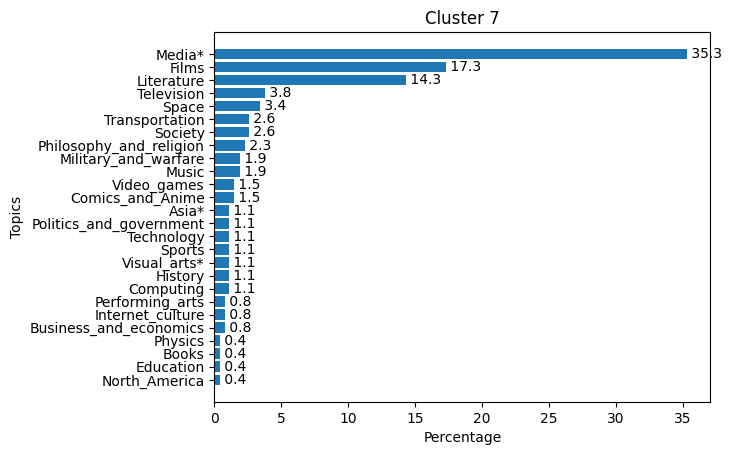 Cluster 7
Topics
Media* 35.3
Films 17.3
Literature 14.3
Television 3.8
Space 3.4
Transportation 2.6
Society 2.6
Philosophy_and_religion 2.3
Military_and_warfare 1.9
Music 1.9
Video_games 1.5
Comics_and_Anime 1.5
Asia* 1.1
Politics_and_government 1.1
Technology 1.1
Sports 1.1
Visual_arts* 1.1
History 1.1
Computing 1.1
Performing_arts 0.8
Internet_culture 0.8
Business_and_economics 0.8
Physics 0.4
Books 0.4
Education 0.4
North_America 0.4
0 5 10 15 20 25 30 35
Percentage